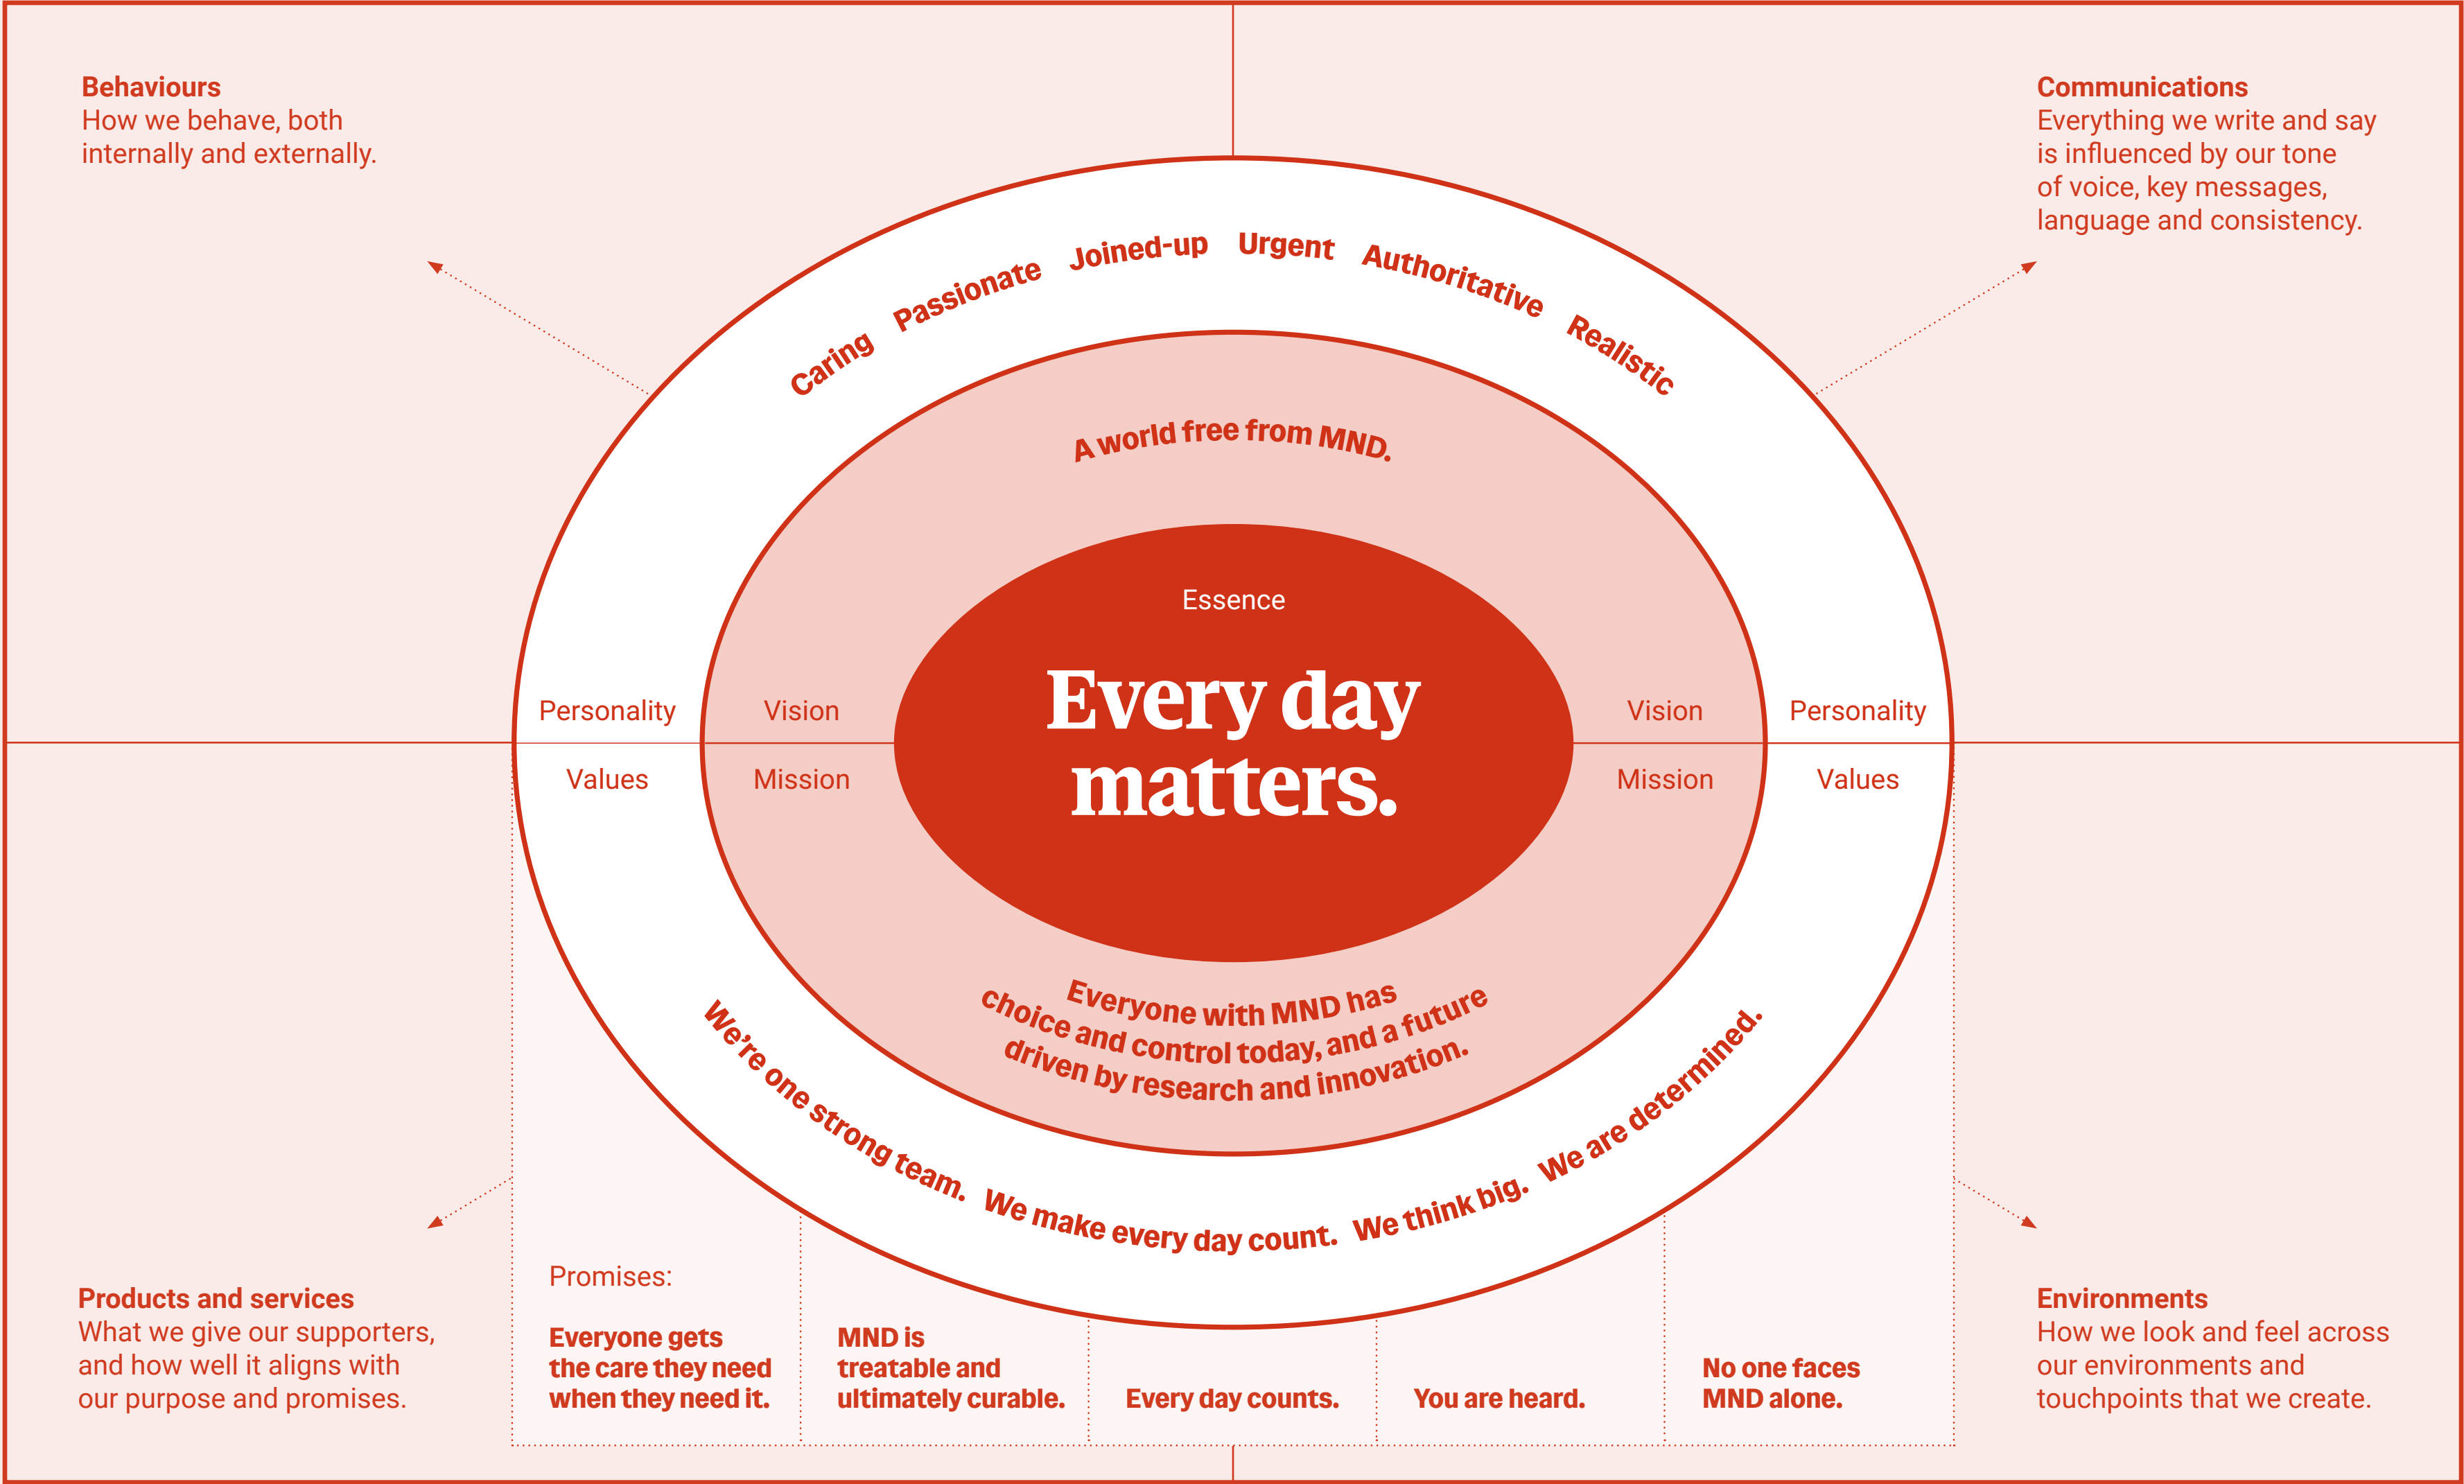 Behaviours
How we behave, both
internally and externally.
Communications
Everything we write and say
is influenced by our tone
of voice, key messages,
language and consistency.
Caring Passionate Joined-up Urgent Authoritative Realistic
A world free from MND.
Essence
Every day
matters.
Personality Vision Vision Personality
Values Mission Mission Values
Everyone with MND has
choice and control today, and a future
driven by research and innovation.
We're one strong team. We make every day count. We think big. We are determined.
Products and services
What we give our supporters,
and how well it aligns with
our purpose and promises.
Promises:
Everyone gets
the care they need
when they need it.
MND is
treatable and
ultimately curable.
Every day counts.
You are heard.
No one faces
MND alone.
Environments
How we look and feel across
our environments and
touchpoints that we create.